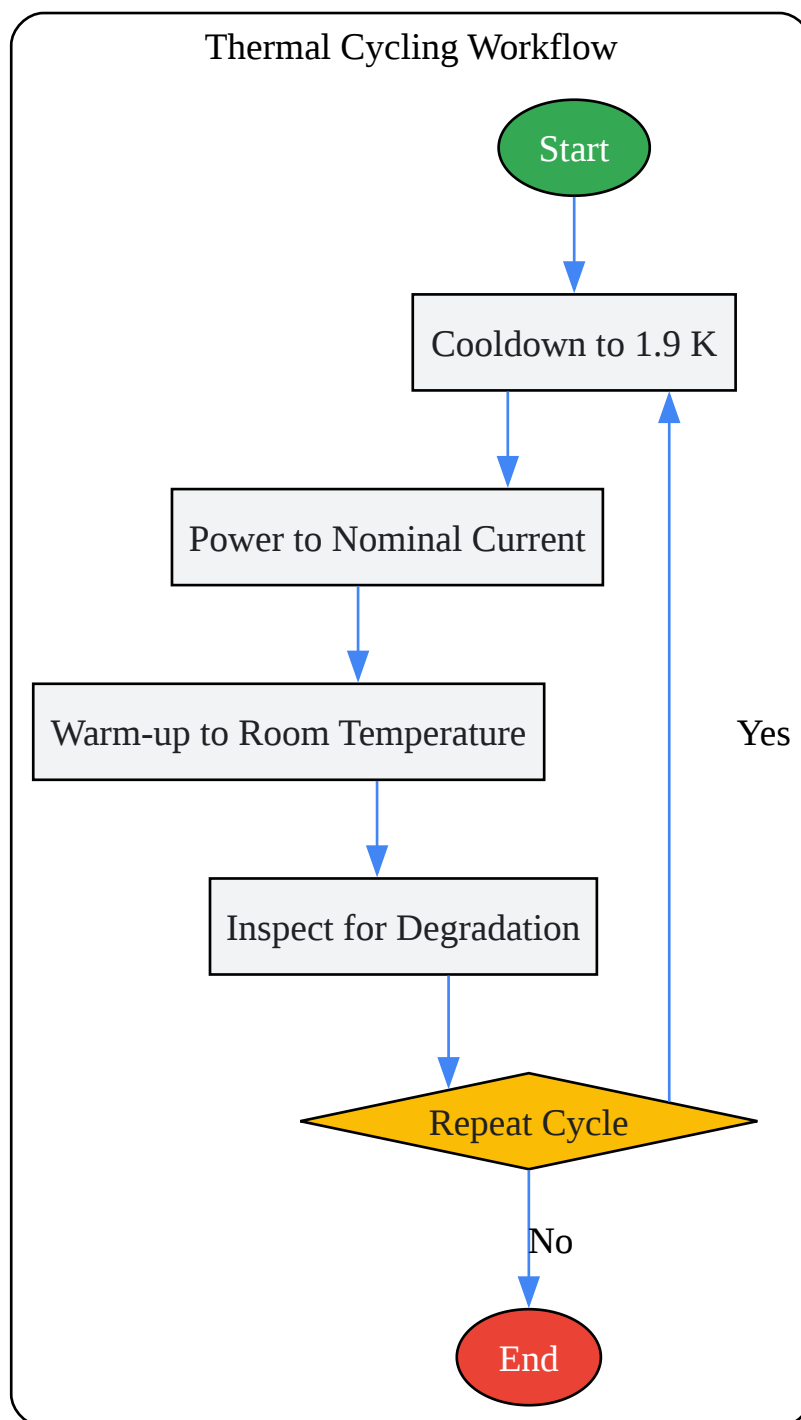 Thermal Cycling Workflow
Start
Cooldown to 1.9 K
Power to Nominal Current
Warm-up to Room Temperature
Yes
Inspect for Degradation
Repeat Cycle
No
End